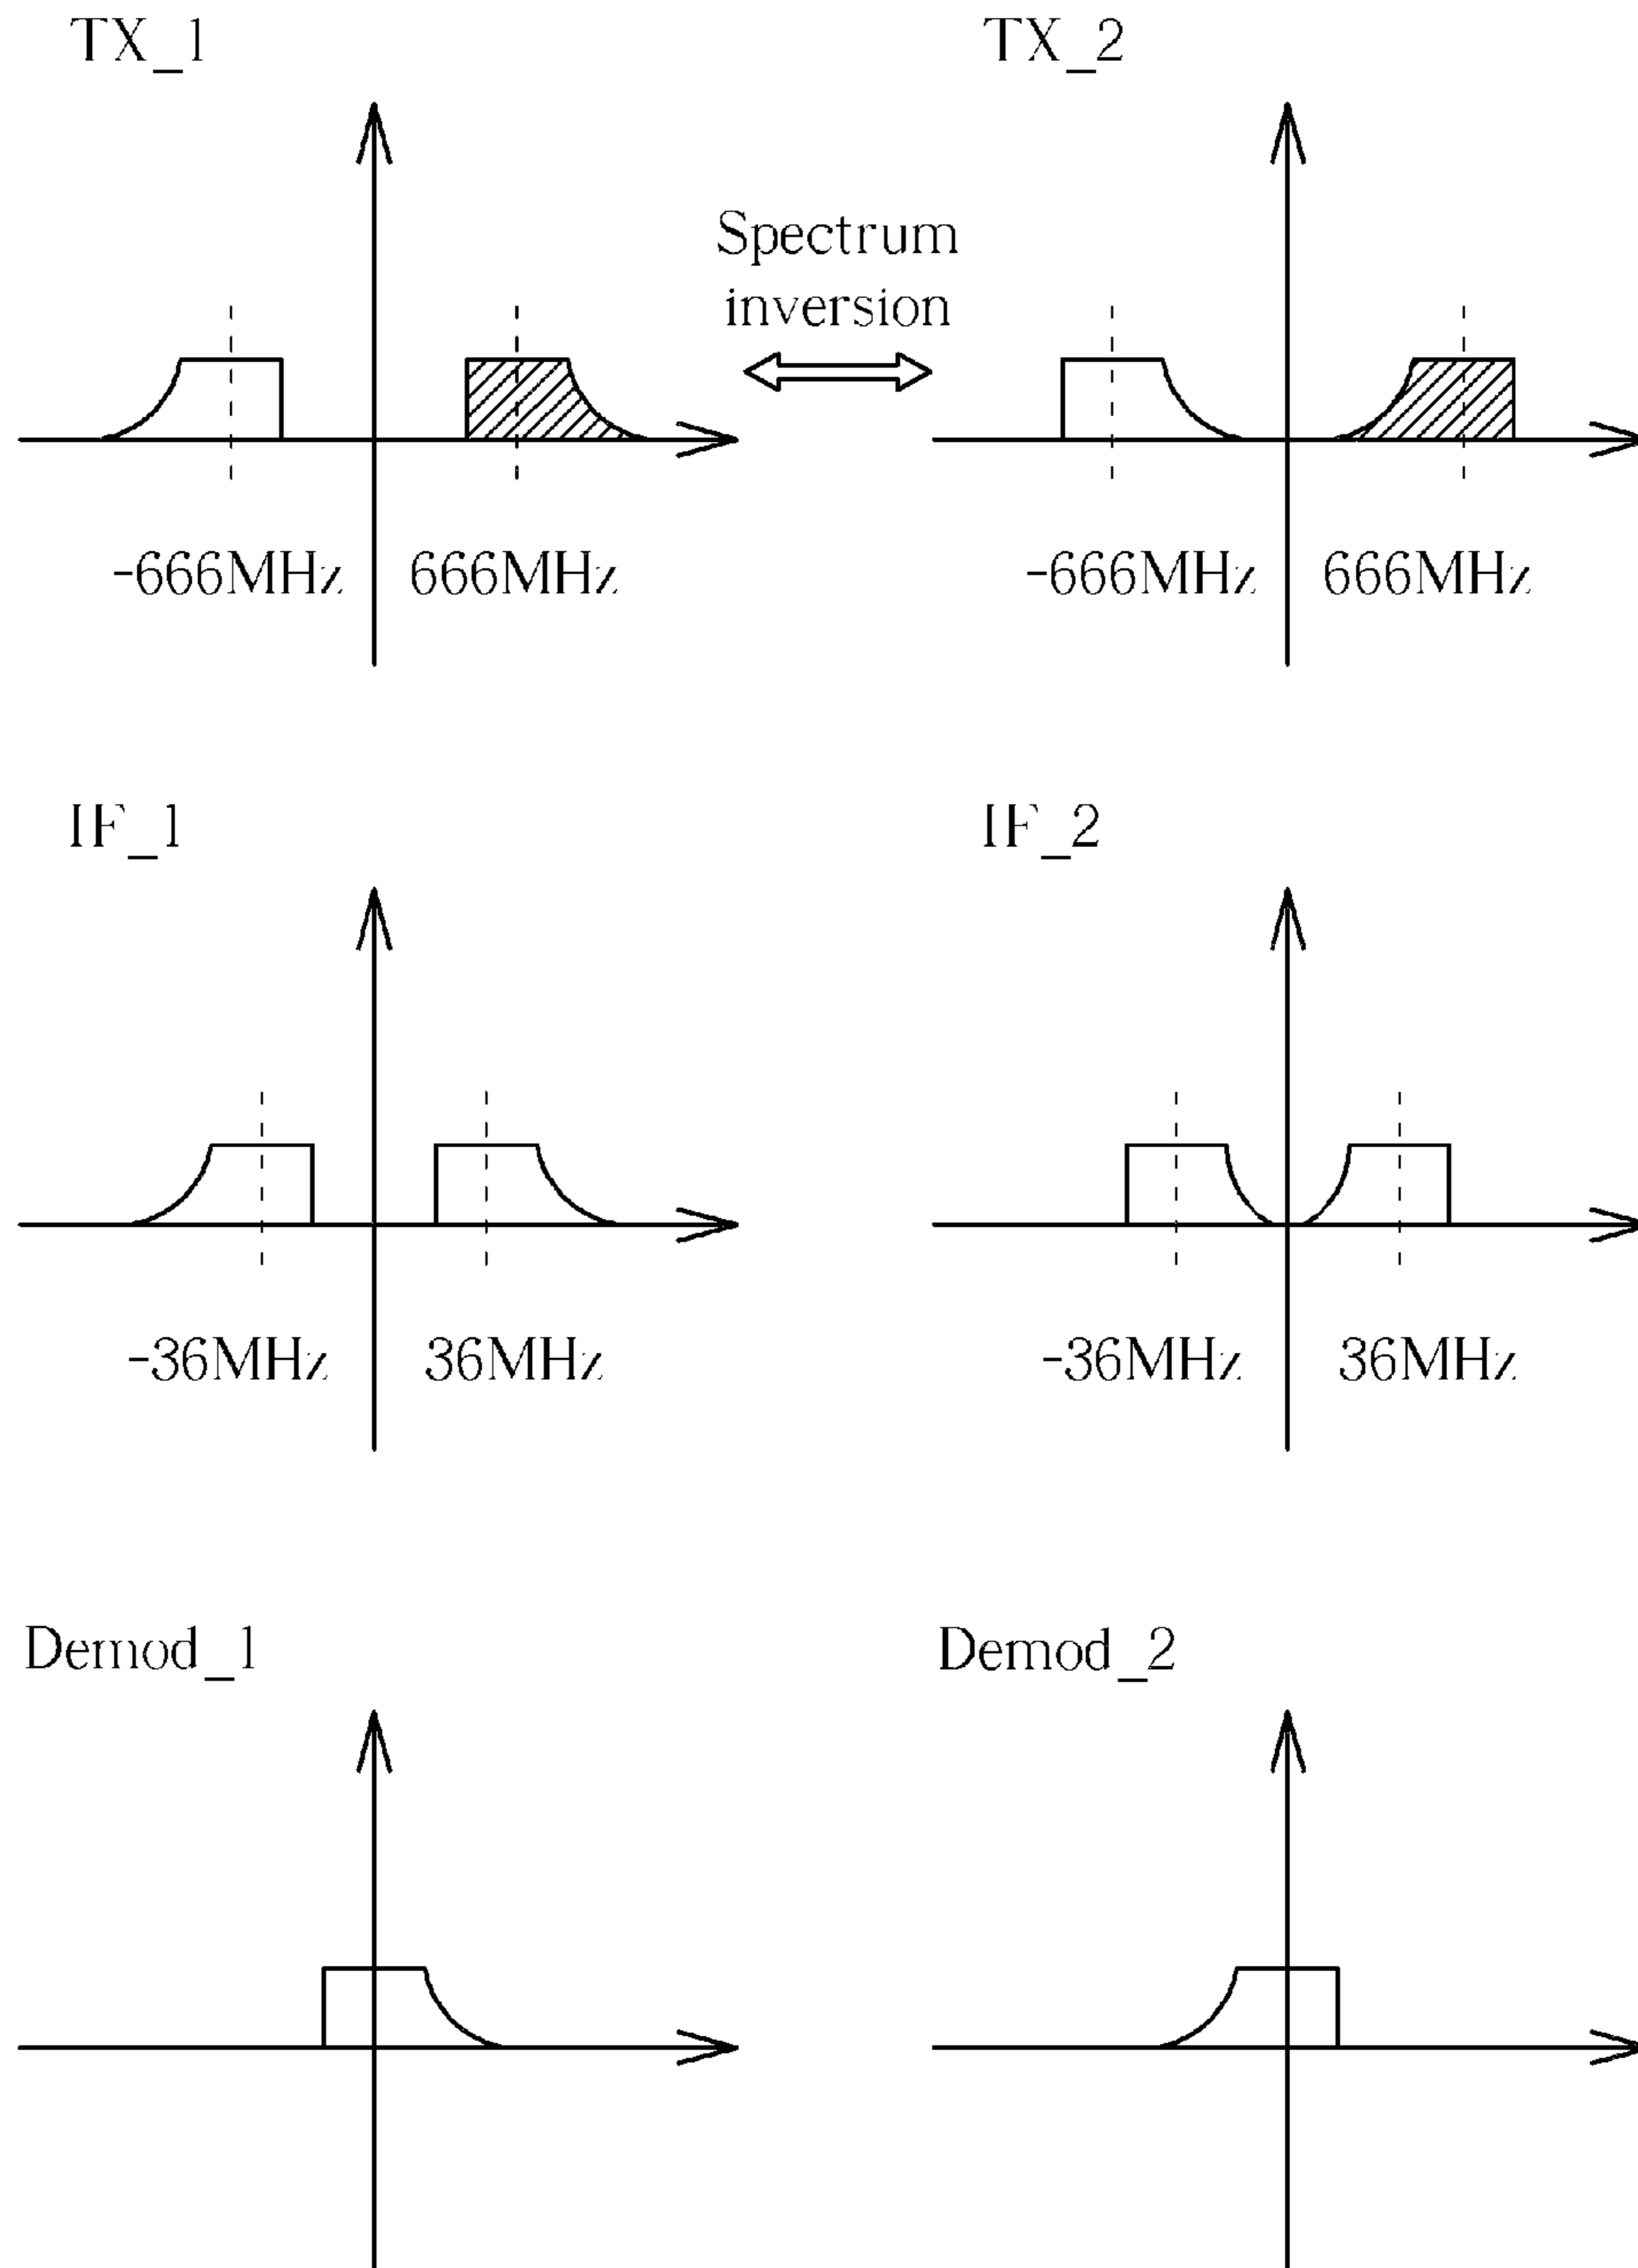 TX_1
TX_2
Spectrum
inversion
-666MHz
666MHz
-666MHz
666MHz
IF_1
IF_2
-36MHz
36MHz
-36MHz
36MHz
Demod_1
Demod_2